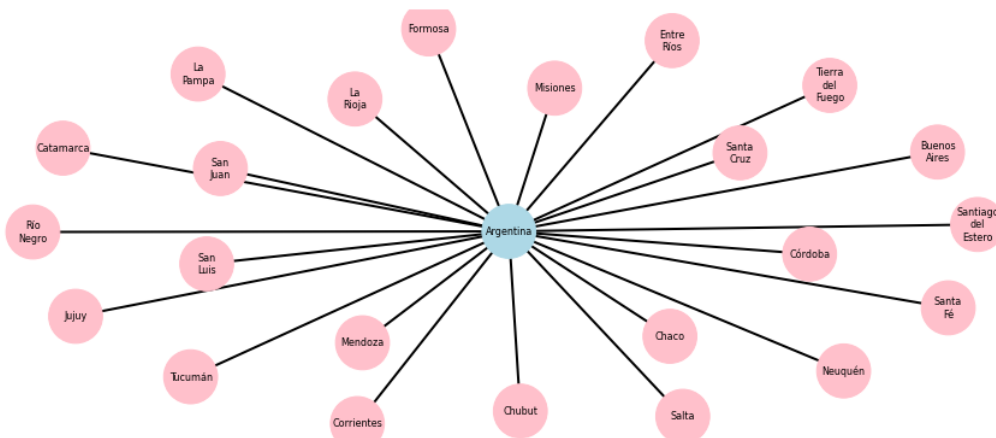 Formosa
Entre
Ríos
La
Pampa
Tierra
del
Fuego
Misiones
La
Rioja
Catamarca
Buenos
Aires
Santa
Cruz
San
Juan
Santiago
del
Estero
Río
Negro
Argentina
Córdoba
San
Luis
Santa
Fé
Jujuy
Chaco
Mendoza
Neuquén
Tucumán
Chubut
Salta
Corrientes